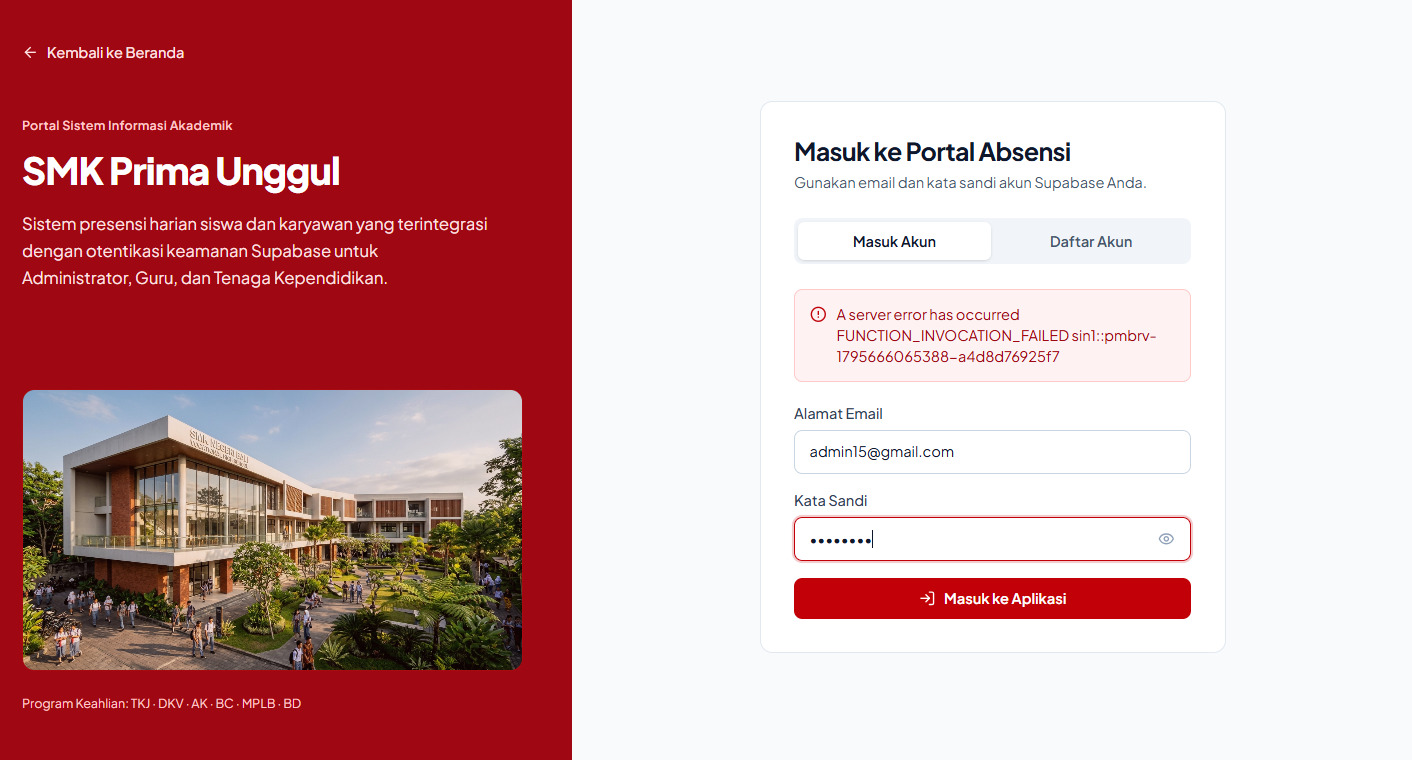 Kembali ke Beranda
Portal Sistem Informasi Akademik
SMK Prima Unggul
Sistem presensi harian siswa dan karyawan yang terintegrasi
dengan otentikasi keamanan Supabase untuk
Administrator, Guru, dan Tenaga Kependidikan.
Program Keahlian: TKJ · DKV · AK · BC · MPLB · BD
Masuk ke Portal Absensi
Gunakan email dan kata sandi akun Supabase Anda.
Masuk Akun
Daftar Akun
A server error has occurred
FUNCTION_INVOCATION_FAILED sin1::pmbrv-
1795666065388-a4d8d76925f7
Alamat Email
admin15@gmail.com
Kata Sandi
Masuk ke Aplikasi